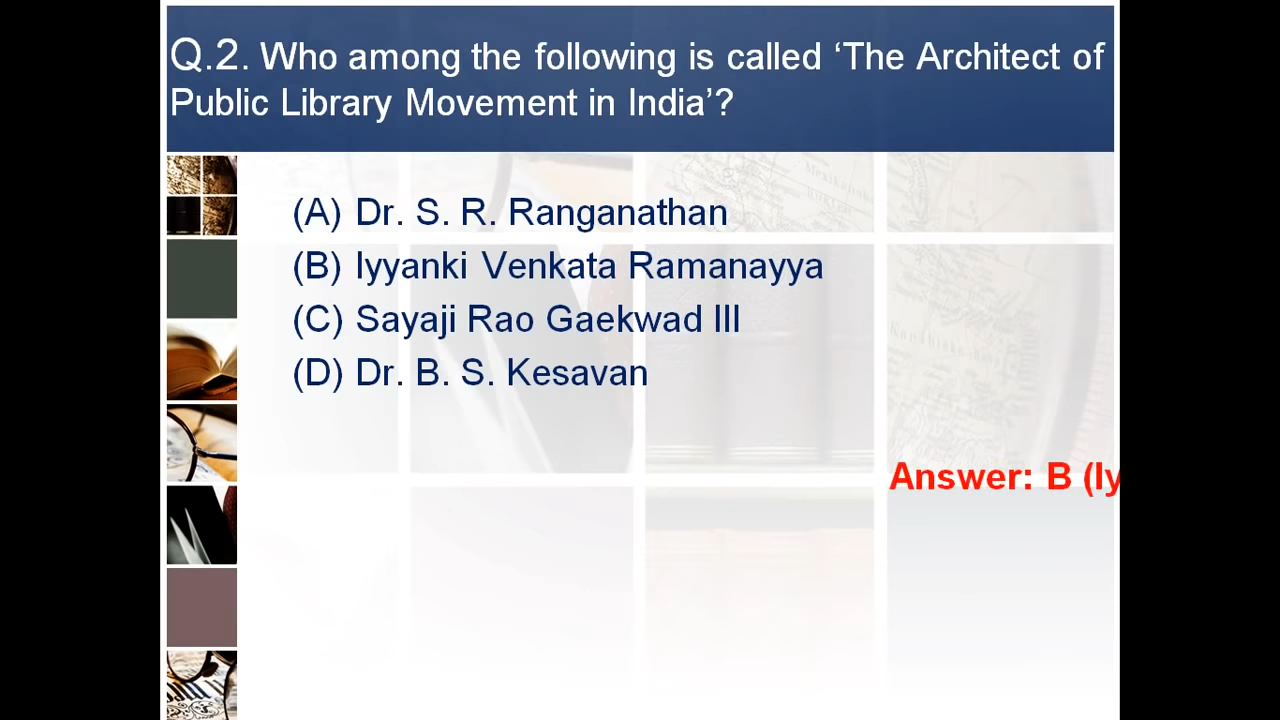 Q.2. Who among the following is called ‘The Architect of
Public Library Movement in India’?
(A) Dr. S. R. Ranganathan
(B) Iyyanki Venkata Ramanayya
(C) Sayaji Rao Gaekwad III
(D) Dr. B. S. Kesavan
Answer: B (Iy